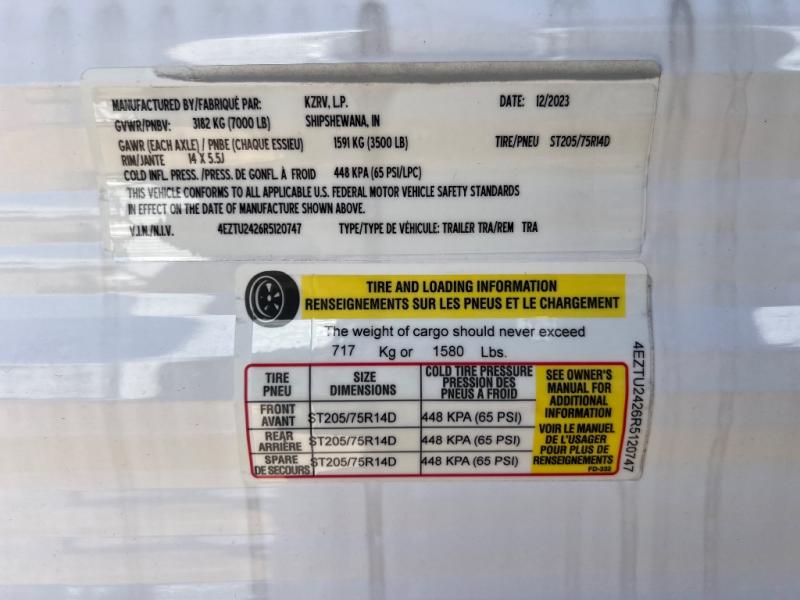 MANUFACTURED BY/FABRIQUÉ PAR: KZRV, L.P. DATE: 12/2023
GVWR/PNBV: 3182 KG (7000 LB) SHIPSHEWANA, IN
GAWR (EACH AXLE) / PNBE (CHAQUE ESSIEU) 1591 KG (3500 LB) TIRE/PNEU ST205/75R14D
RIM/JANTE 14 X 5.5J
COLD INFL. PRESS./PRESS. DE GONFL. À FROID 448 KPA (65 PSI/LPC)
THIS VEHICLE CONFORMS TO ALL APPLICABLE U.S. FEDERAL MOTOR VEHICLE SAFETY STANDARDS
IN EFFECT ON THE DATE OF MANUFACTURE SHOWN ABOVE.
V.I.N./N.I.V. 4EZTU2426R5120747 TYPE/TYPE DE VÉHICULE: TRAILER TRA/REM TRA
TIRE AND LOADING INFORMATION
RENSEIGNEMENTS SUR LES PNEUS ET LE CHARGEMENT
The weight of cargo should never exceed
717 Kg or 1580 Lbs.
TIRE
PNEU
SIZE
DIMENSIONS
COLD TIRE PRESSURE
PRESSION DES
PNEUS A FROID
FRONT
AVANT
ST205/75R14D
448 KPA (65 PSI)
REAR
ARRIÈRE
ST205/75R14D
448 KPA (65 PSI)
SPARE
DE SECOURS
ST205/75R14D
448 KPA (65 PSI)
SEE OWNER'S
MANUAL FOR
ADDITIONAL
INFORMATION
VOIR LE MANUEL
DE L'USAGER
POUR PLUS DE
RENSEIGNEMENTS
FD-332
4EZTU2426R5120747